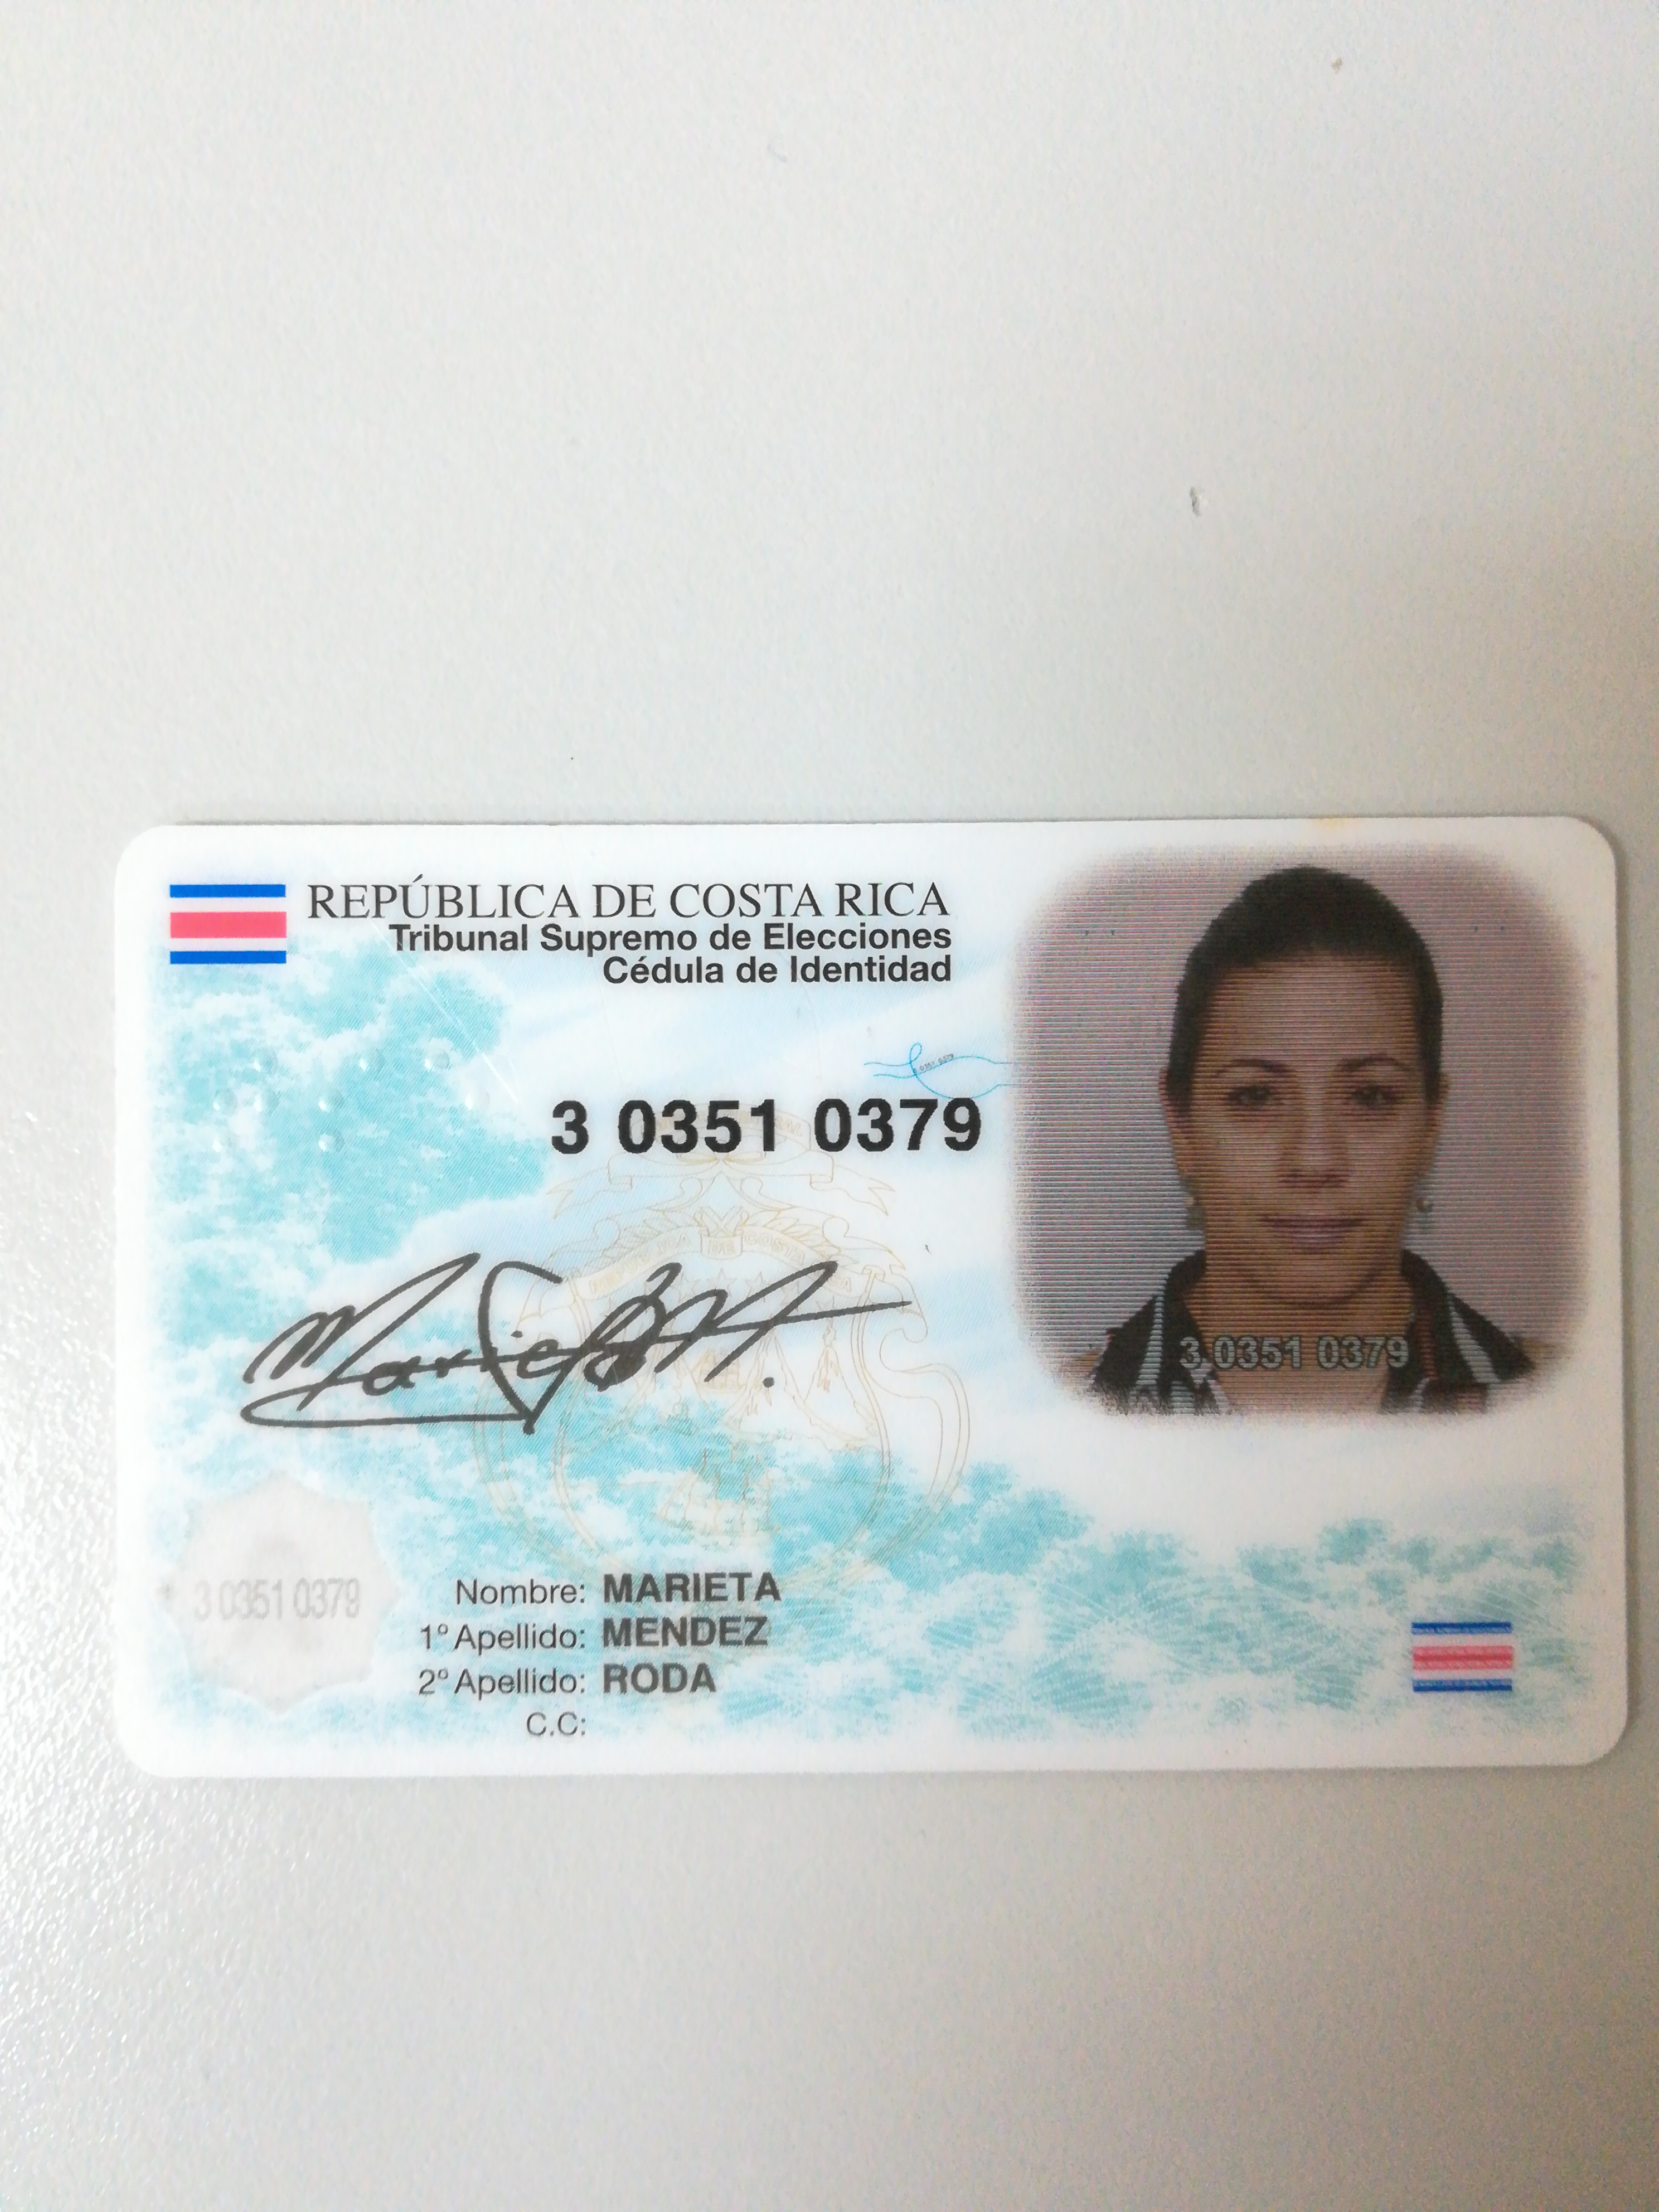 REPÚBLICA DE COSTA RICA
Tribunal Supremo de Elecciones
Cédula de Identidad
3 0351 0379
3 0351 0379
3 0351 0379
Nombre: MARIETA
1º Apellido: MENDEZ
2º Apellido: RODA
C.C: